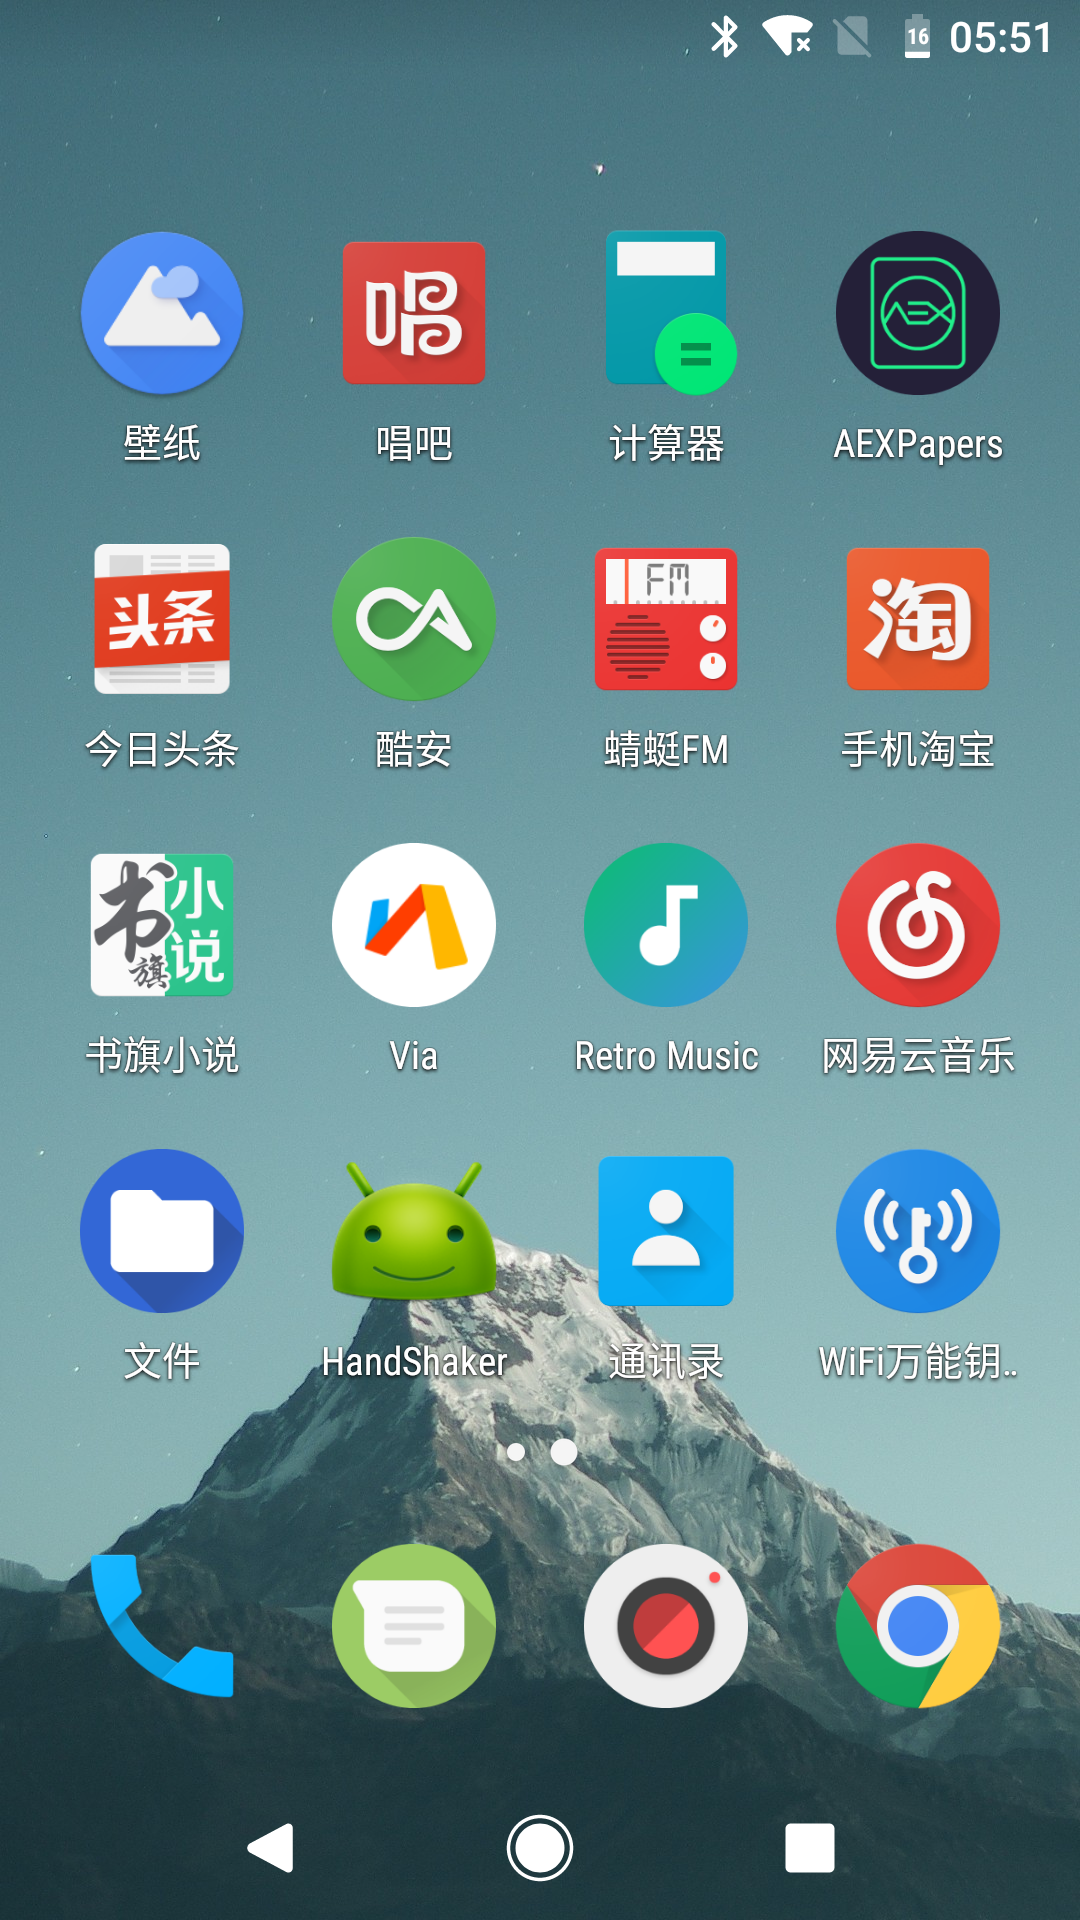 16 05:51
唱
AEX
壁纸 唱吧 计算器 AEXPapers
头条 FM 淘
今日头条 酷安 蜻蜓FM 手机淘宝
书旗小说
书旗小说 Via Retro Music 网易云音乐
文件 HandShaker 通讯录 WiFi万能钥..